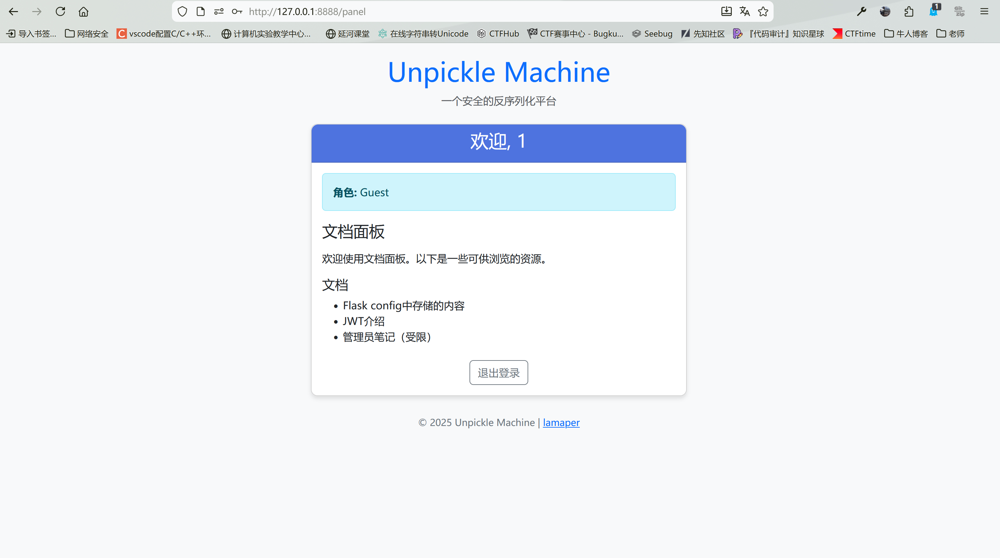 http://127.0.0.1:8888/panel
1
Git
Zip
导入书签...
网络安全
vscode配置C/C++环...
计算机实验教学中心...
延河课堂
在线字符串转Unicode
CTFHub
CTF赛事中心 - Bugku...
Seebug
先知社区
『代码审计』知识星球
CTFtime
牛人博客
老师
Unpickle Machine
一个安全的反序列化平台
欢迎, 1
角色: Guest
文档面板
欢迎使用文档面板。以下是一些可供浏览的资源。
文档
Flask config中存储的内容
JWT介绍
管理员笔记（受限）
退出登录
© 2025 Unpickle Machine | lamaper